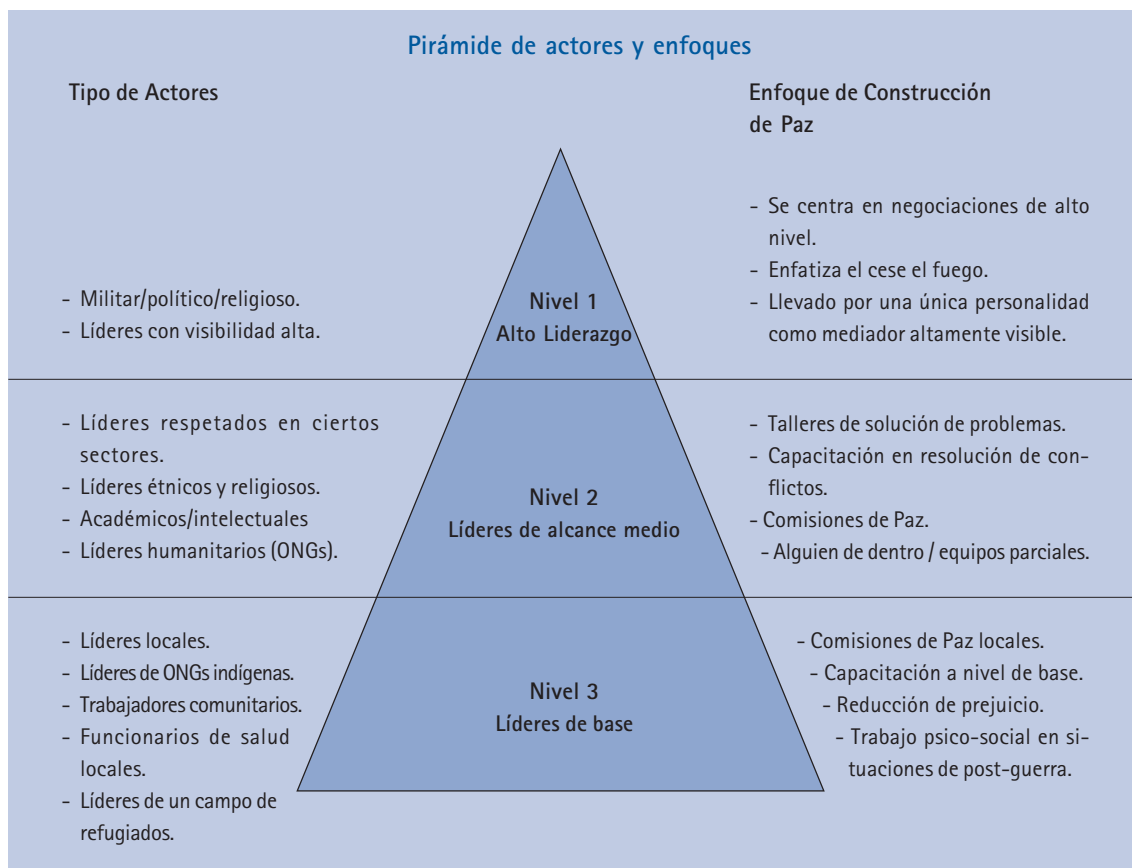 Pirámide de actores y enfoques
Tipo de Actores
Enfoque de Construcción
de Paz
- Militar/político/religioso.
- Líderes con visibilidad alta.
Nivel 1
Alto Liderazgo
- Se centra en negociaciones de alto
nivel.
- Enfatiza el cese el fuego.
- Llevado por una única personalidad
como mediador altamente visible.
- Líderes respetados en ciertos
sectores.
- Líderes étnicos y religiosos.
- Académicos/intelectuales
- Líderes humanitarios (ONGs).
Nivel 2
Líderes de alcance medio
- Talleres de solución de problemas.
- Capacitación en resolución de con-
flictos.
- Comisiones de Paz.
- Alguien de dentro / equipos parciales.
- Líderes locales.
- Líderes de ONGs indígenas.
- Trabajadores comunitarios.
- Funcionarios de salud
locales.
- Líderes de un campo de
refugiados.
Nivel 3
Líderes de base
- Comisiones de Paz locales.
- Capacitación a nivel de base.
- Reducción de prejuicio.
- Trabajo psico-social en si-
tuaciones de post-guerra.